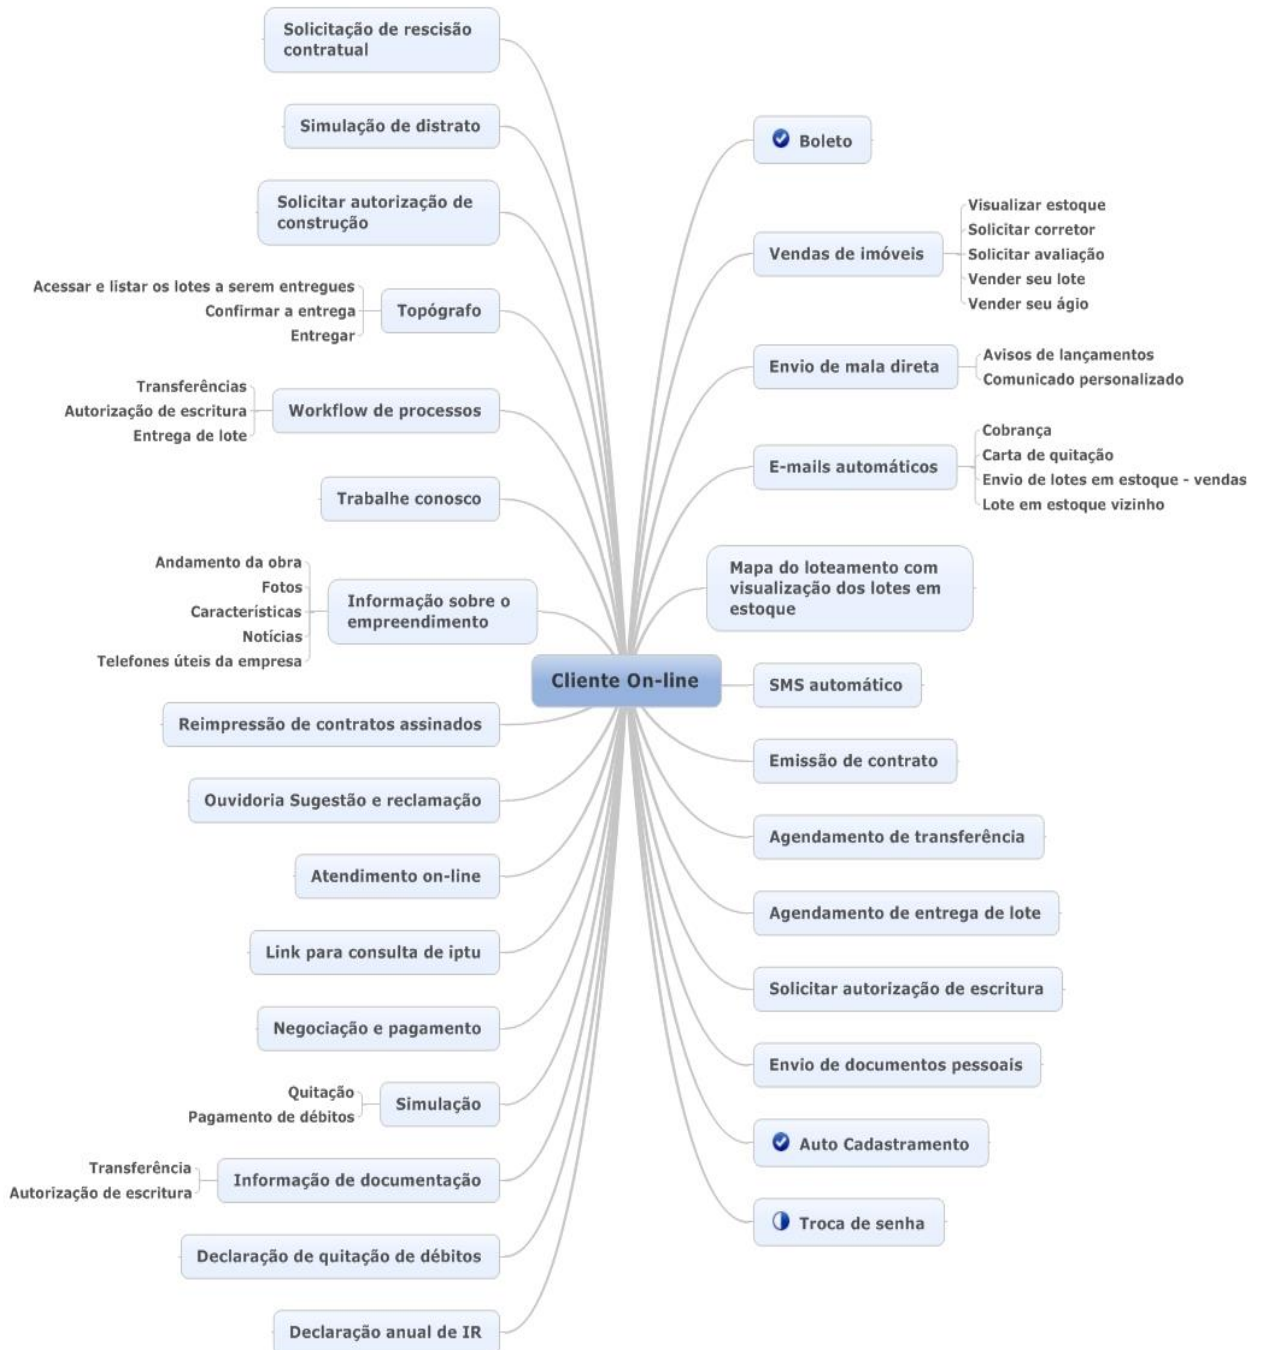 Solicitação de rescisão
contratual
Simulação de distrato
Solicitar autorização de
construção
Acessar e listar os lotes a serem entregues
Confirmar a entrega
Entregar
Topógrafo
Transferências
Autorização de escritura
Entrega de lote
Workflow de processos
Trabalhe conosco
Andamento da obra
Fotos
Características
Notícias
Telefones úteis da empresa
Informação sobre o
empreendimento
Reimpressão de contratos assinados
Ouvidoria Sugestão e reclamação
Atendimento on-line
Link para consulta de iptu
Negociação e pagamento
Quitação
Pagamento de débitos
Simulação
Transferência
Autorização de escritura
Informação de documentação
Declaração de quitação de débitos
Declaração anual de IR
Cliente On-line
Boleto
Vendas de imóveis
Visualizar estoque
Solicitar corretor
Solicitar avaliação
Vender seu lote
Vender seu ágio
Envio de mala direta
Avisos de lançamentos
Comunicado personalizado
E-mails automáticos
Cobrança
Carta de quitação
Envio de lotes em estoque - vendas
Lote em estoque vizinho
Mapa do loteamento com
visualização dos lotes em
estoque
SMS automático
Emissão de contrato
Agendamento de transferência
Agendamento de entrega de lote
Solicitar autorização de escritura
Envio de documentos pessoais
Auto Cadastramento
Troca de senha